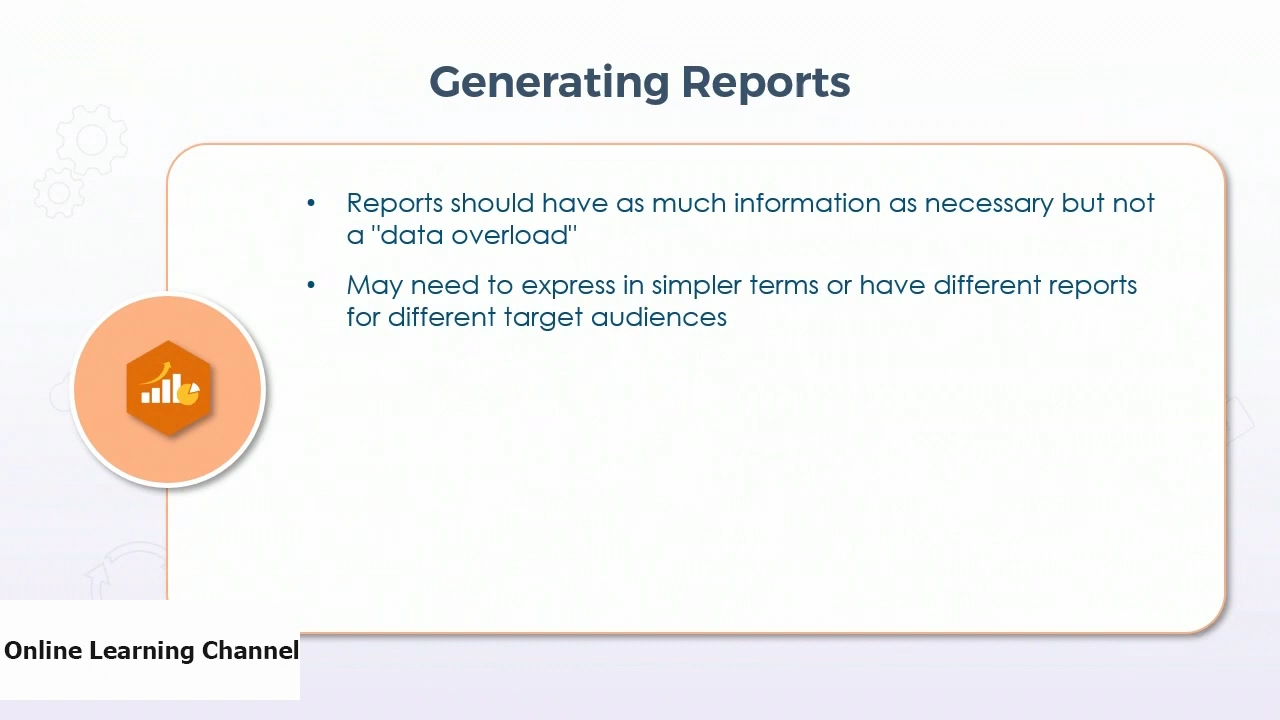 Generating Reports
• Reports should have as much information as necessary but not
a "data overload"
• May need to express in simpler terms or have different reports
for different target audiences
Online Learning Channel